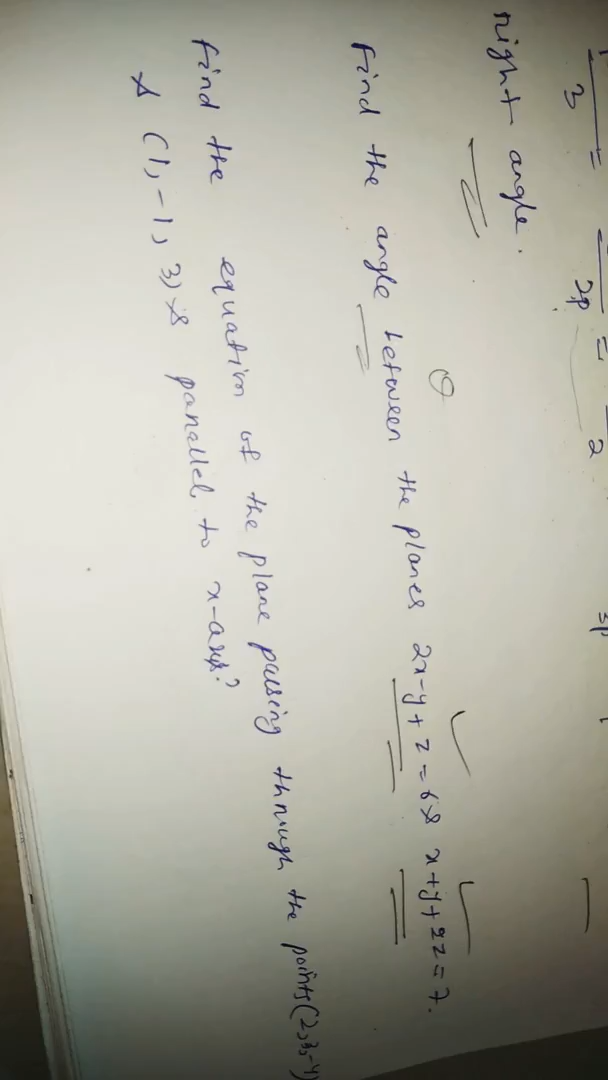 3 = 2p = 2
right angle.
Find the angle between the planes 2x-y+z=6 & x+y+2z=7.
Find the equation of the plane passing through the points (2,3,-4)
& (1,-1,3) & parallel to x-axis?